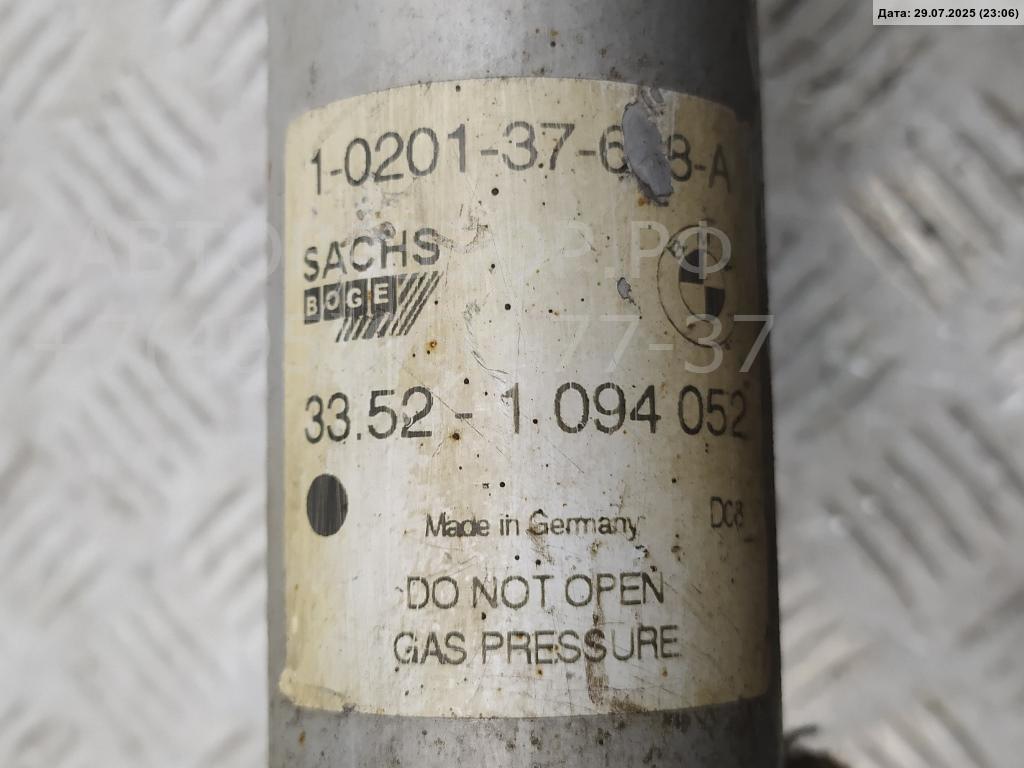 Дата: 29.07.2025 (23:06)
SACHS
BOGE
33.52-1 094 052
Made in Germany
DO NOT OPEN
GAS PRESSURE